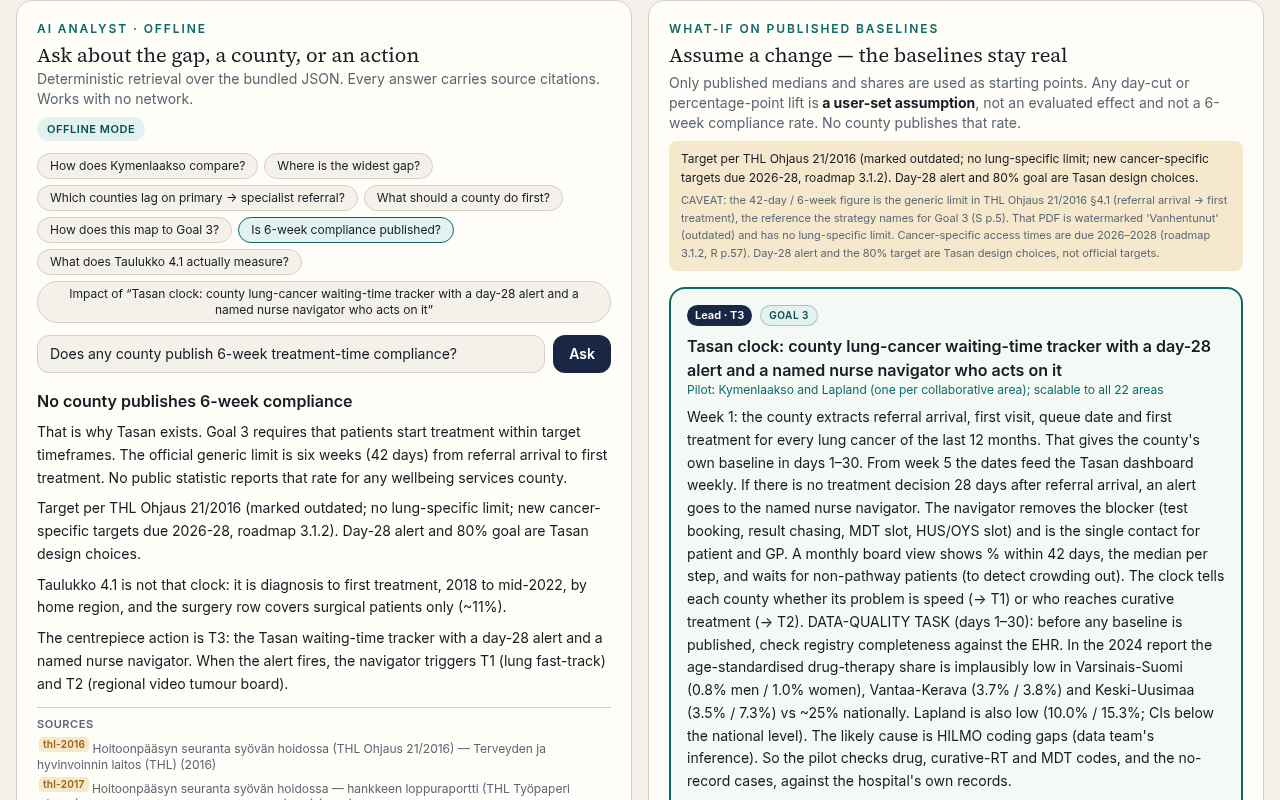 AI ANALYST · OFFLINE
Ask about the gap, a county, or an action
Deterministic retrieval over the bundled JSON. Every answer carries source citations.
Works with no network.
OFFLINE MODE
How does Kymenlaakso compare?
Where is the widest gap?
Which counties lag on primary → specialist referral?
What should a county do first?
How does this map to Goal 3?
Is 6-week compliance published?
What does Taulukko 4.1 actually measure?
Impact of “Tasan clock: county lung-cancer waiting-time tracker with a day-28 alert and a
named nurse navigator who acts on it”
Does any county publish 6-week treatment-time compliance?
Ask
No county publishes 6-week compliance
That is why Tasan exists. Goal 3 requires that patients start treatment within target
timeframes. The official generic limit is six weeks (42 days) from referral arrival to first
treatment. No public statistic reports that rate for any wellbeing services county.
Target per THL Ohjaus 21/2016 (marked outdated; no lung-specific limit; new cancer-
specific targets due 2026-28, roadmap 3.1.2). Day-28 alert and 80% goal are Tasan
design choices.
Taulukko 4.1 is not that clock: it is diagnosis to first treatment, 2018 to mid-2022, by
home region, and the surgery row covers surgical patients only (~11%).
The centrepiece action is T3: the Tasan waiting-time tracker with a day-28 alert and a
named nurse navigator. When the alert fires, the navigator triggers T1 (lung fast-track)
and T2 (regional video tumour board).
SOURCES
thl-2016 Hoitoonpääsyn seuranta syövän hoidossa (THL Ohjaus 21/2016) — Terveyden ja
hyvinvoinnin laitos (THL) (2016)
thl-2017 Hoitoonpääsyn seuranta syövän hoidossa — hankkeen loppuraportti (THL Työpaperi
WHAT-IF ON PUBLISHED BASELINES
Assume a change — the baselines stay real
Only published medians and shares are used as starting points. Any day-cut or
percentage-point lift is a user-set assumption, not an evaluated effect and not a 6-
week compliance rate. No county publishes that rate.
Target per THL Ohjaus 21/2016 (marked outdated; no lung-specific limit; new cancer-specific
targets due 2026-28, roadmap 3.1.2). Day-28 alert and 80% goal are Tasan design choices.
CAVEAT: the 42-day / 6-week figure is the generic limit in THL Ohjaus 21/2016 §4.1 (referral arrival → first
treatment), the reference the strategy names for Goal 3 (S p.5). That PDF is watermarked 'Vanhentunut'
(outdated) and has no lung-specific limit. Cancer-specific access times are due 2026–2028 (roadmap
3.1.2, R p.57). Day-28 alert and the 80% target are Tasan design choices, not official targets.
Lead · T3
GOAL 3
Tasan clock: county lung-cancer waiting-time tracker with a day-28
alert and a named nurse navigator who acts on it
Pilot: Kymenlaakso and Lapland (one per collaborative area); scalable to all 22 areas
Week 1: the county extracts referral arrival, first visit, queue date and first
treatment for every lung cancer of the last 12 months. That gives the county's
own baseline in days 1–30. From week 5 the dates feed the Tasan dashboard
weekly. If there is no treatment decision 28 days after referral arrival, an alert
goes to the named nurse navigator. The navigator removes the blocker (test
booking, result chasing, MDT slot, HUS/OYS slot) and is the single contact for
patient and GP. A monthly board view shows % within 42 days, the median per
step, and waits for non-pathway patients (to detect crowding out). The clock tells
each county whether its problem is speed (→ T1) or who reaches curative
treatment (→ T2). DATA-QUALITY TASK (days 1–30): before any baseline is
published, check registry completeness against the EHR. In the 2024 report the
age-standardised drug-therapy share is implausibly low in Varsinais-Suomi
(0.8% men / 1.0% women), Vantaa-Kerava (3.7% / 3.8%) and Keski-Uusimaa
(3.5% / 7.3%) vs ~25% nationally. Lapland is also low (10.0% / 15.3%; CIs below
the national level). The likely cause is HILMO coding gaps (data team's
inference). So the pilot checks drug, curative-RT and MDT codes, and the no-
record cases, against the hospital's own records.